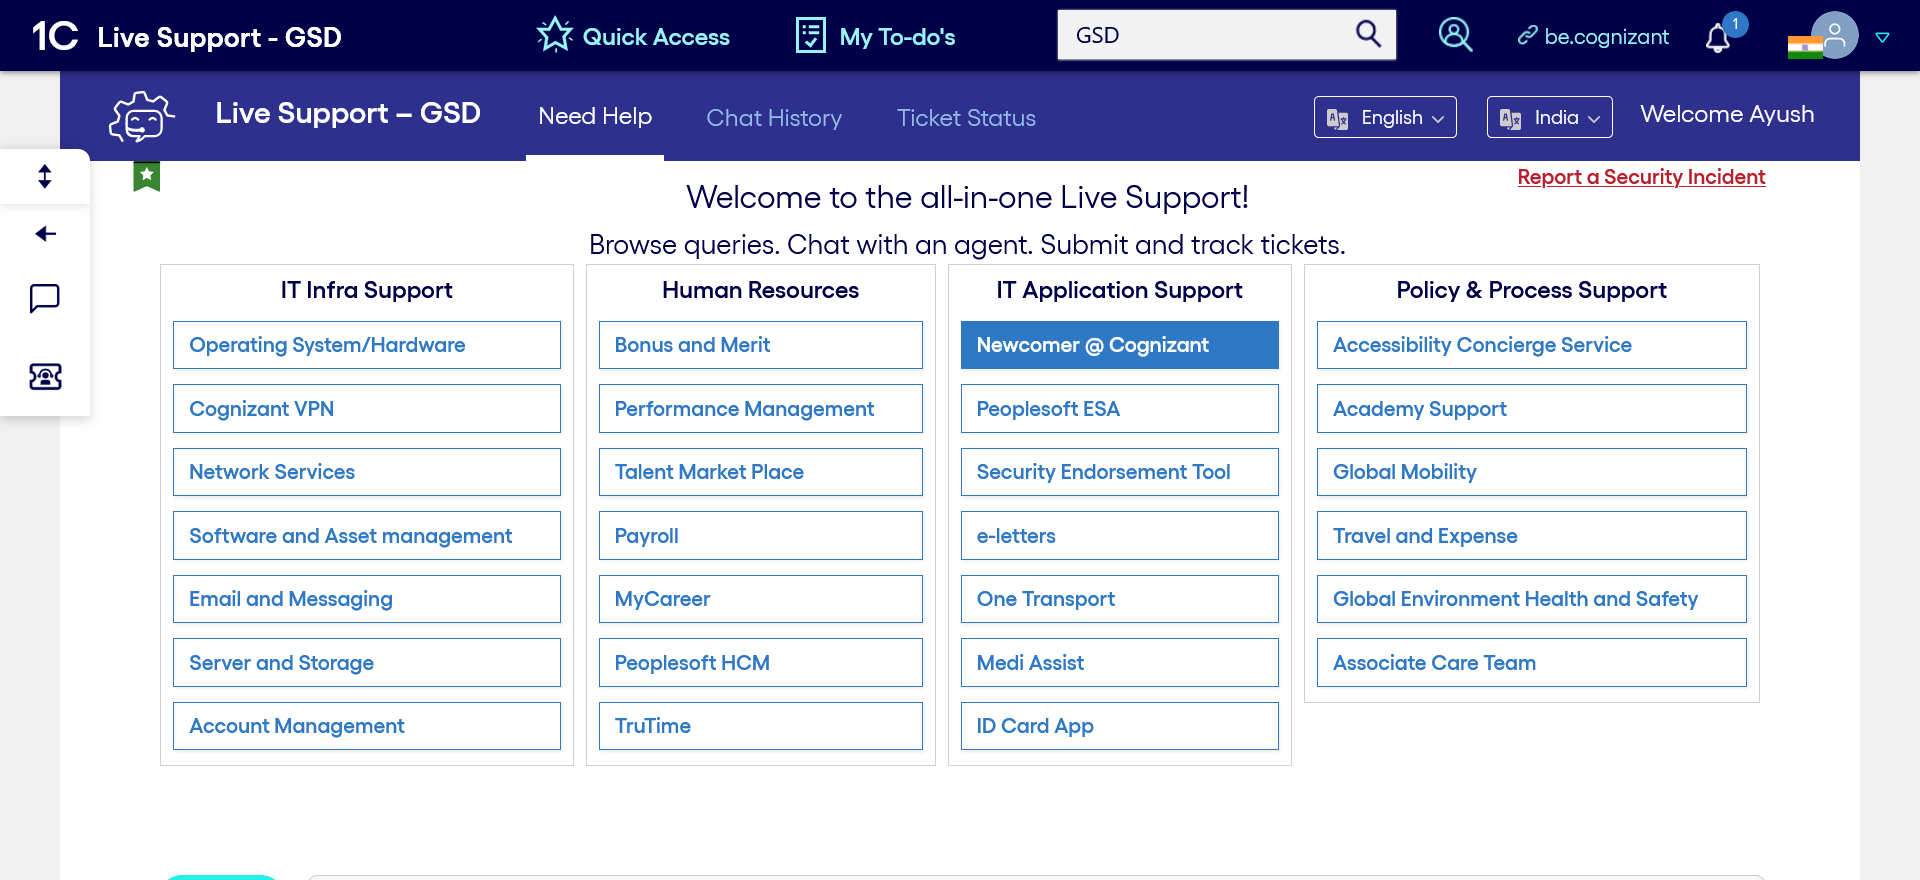 1C Live Support - GSD Quick Access My To-do's GSD be.cognizant 1
Live Support – GSD Need Help Chat History Ticket Status English India Welcome Ayush
Report a Security Incident
Welcome to the all-in-one Live Support!
Browse queries. Chat with an agent. Submit and track tickets.
IT Infra Support
Operating System/Hardware
Cognizant VPN
Network Services
Software and Asset management
Email and Messaging
Server and Storage
Account Management
Human Resources
Bonus and Merit
Performance Management
Talent Market Place
Payroll
MyCareer
Peoplesoft HCM
TruTime
IT Application Support
Newcomer @ Cognizant
Peoplesoft ESA
Security Endorsement Tool
e-letters
One Transport
Medi Assist
ID Card App
Policy & Process Support
Accessibility Concierge Service
Academy Support
Global Mobility
Travel and Expense
Global Environment Health and Safety
Associate Care Team